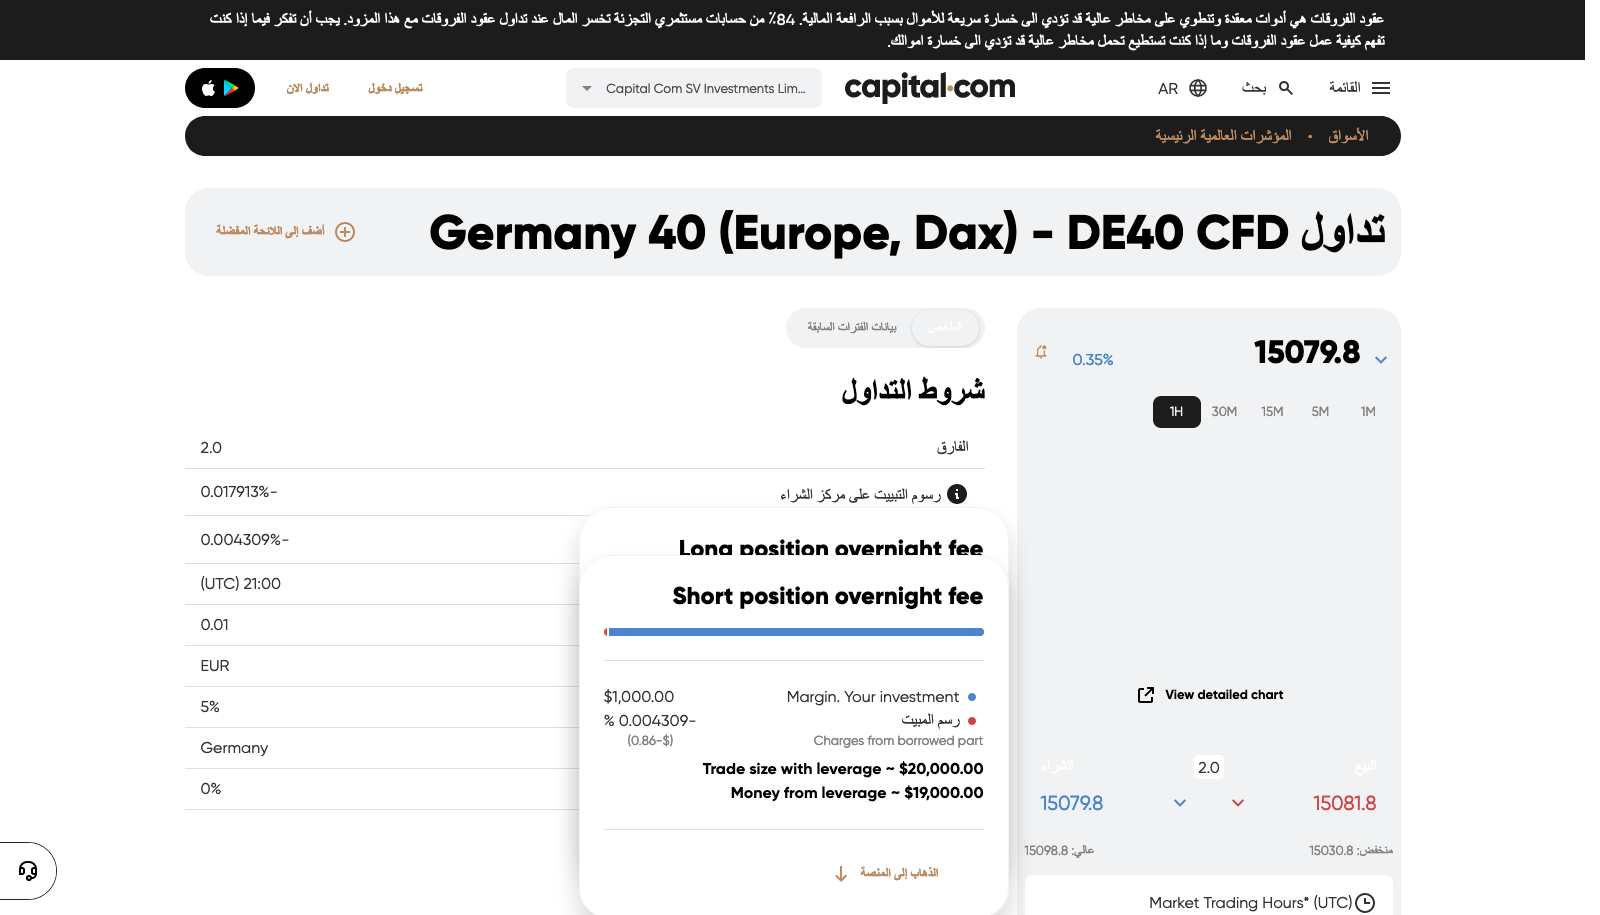 عقود الفروقات هي أدوات معقدة وتنطوي على مخاطر عالية قد تؤدي الى خسارة سريعة للأموال بسبب الرافعة المالية. 84٪ من حسابات مستثمري التجزئة تخسر المال عند تداول عقود الفروقات مع هذا المزود. يجب أن تفكر فيما إذا كنت
تفهم كيفية عمل عقود الفروقات وما إذا كنت تستطيع تحمل مخاطر عالية قد تؤدي الى خسارة اموالك.
القائمة
بحث
AR
capital.com
Capital Com SV Investments Lim...
تسجيل دخول
تداول الان
الأسواق • المؤشرات العالمية الرئيسية
تداول Germany 40 (Europe, Dax) - DE40 CFD
أضف إلى اللائحة المفضلة
15079.8
0.35%
1M
5M
15M
30M
1H
View detailed chart
البيع
2.0
الشراء
15081.8
15079.8
منخفض: 15030.8
عالي: 15098.8
Market Trading Hours* (UTC)
الملخص
بيانات الفترات السابقة
شروط التداول
الفارق
2.0
رسوم التبييت على مركز الشراء
-0.017913%
-0.004309%
21:00 (UTC)
0.01
EUR
5%
Germany
0%
Long position overnight fee
Short position overnight fee
Margin. Your investment
$1,000.00
رسم المبيت
-0.004309 %
Charges from borrowed part
($-0.86)
Trade size with leverage ~ $20,000.00
Money from leverage ~ $19,000.00
الذهاب إلى المنصة